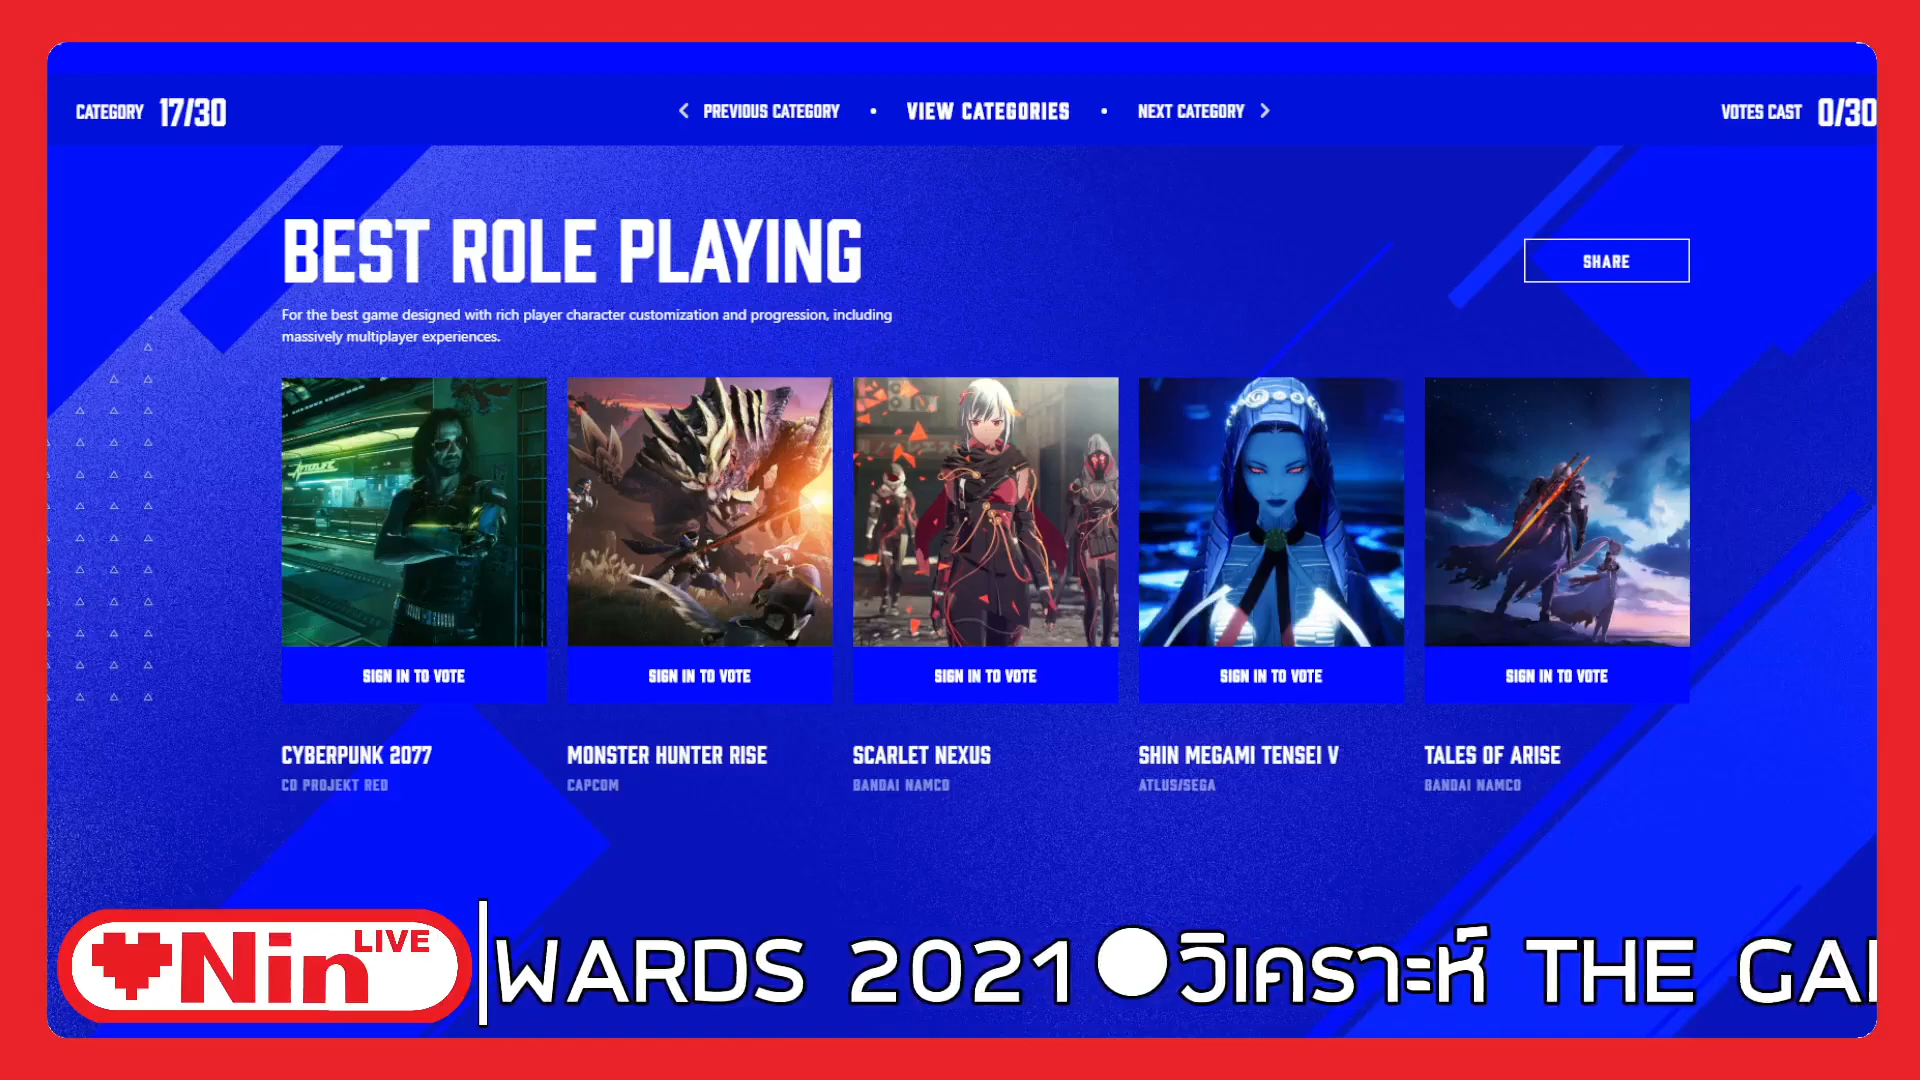 CATEGORY 17/30
PREVIOUS CATEGORY • VIEW CATEGORIES • NEXT CATEGORY
VOTES CAST 0/30
BEST ROLE PLAYING
SHARE
For the best game designed with rich player character customization and progression, including
massively multiplayer experiences.
AFTERLIFE
SIGN IN TO VOTE
SIGN IN TO VOTE
SIGN IN TO VOTE
SIGN IN TO VOTE
SIGN IN TO VOTE
CYBERPUNK 2077
CD PROJEKT RED
MONSTER HUNTER RISE
CAPCOM
SCARLET NEXUS
BANDAI NAMCO
SHIN MEGAMI TENSEI V
ATLUS/SEGA
TALES OF ARISE
BANDAI NAMCO
Nin LIVE
WARDS 2021 ●วิเคราะห์ THE GA